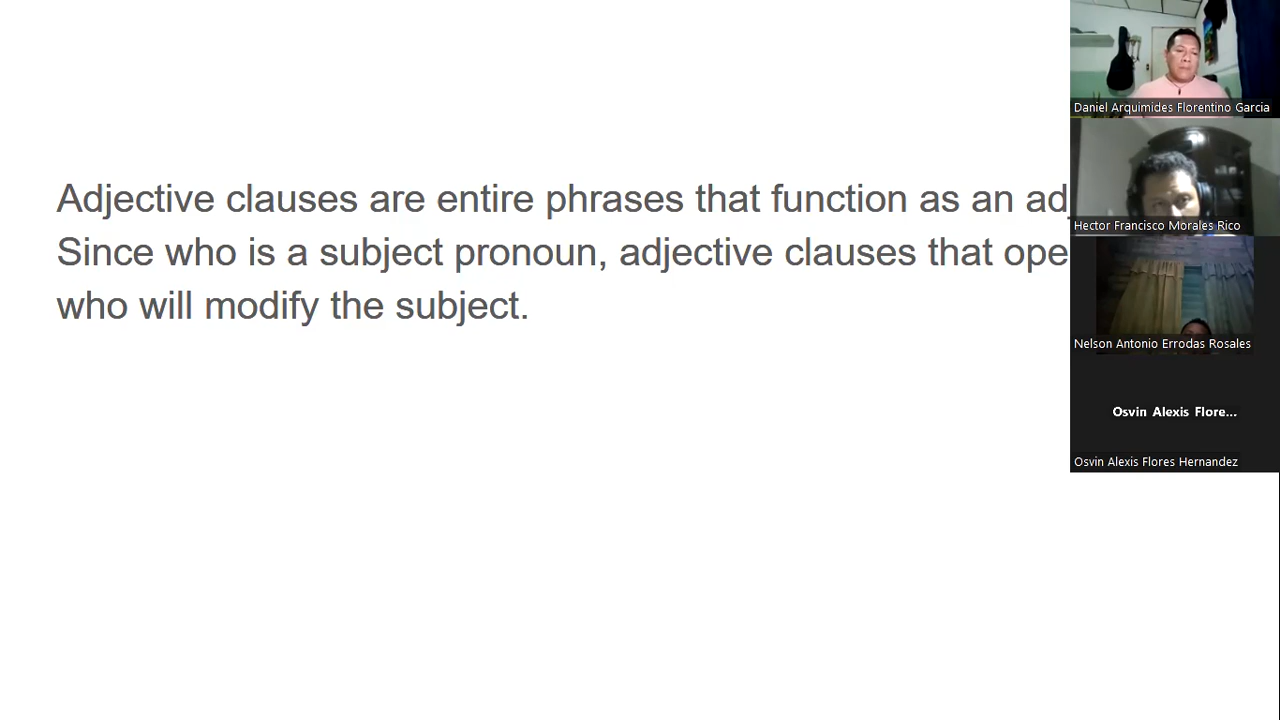 Adjective clauses are entire phrases that function as an
Since who is a subject pronoun, adjective clauses that
who will modify the subject.
Daniel Arquimides Florentino Garcia
Hector Francisco Morales Rico
Nelson Antonio Errodas Rosales
Osvin Alexis Flore...
Osvin Alexis Flores Hernandez